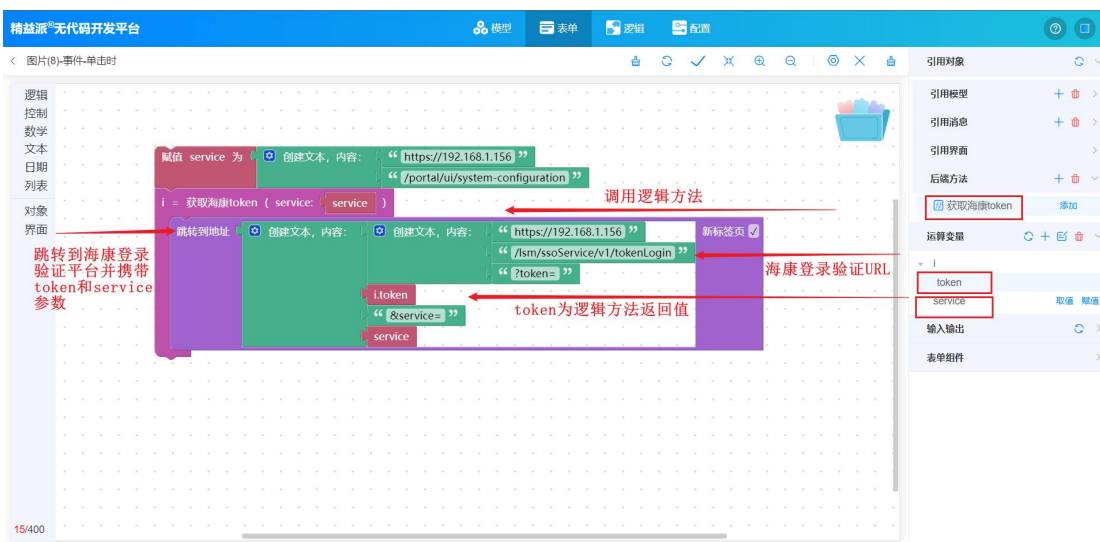 精益派®无代码开发平台
模型
表单
逻辑
配置
图片(8)-事件-单击时
引用对象
逻辑
控制
数学
文本
日期
列表
对象
界面
引用模型
引用消息
引用界面
后端方法
获取海康token 添加
运算变量
i
token
service 取值 赋值
输入输出
表单组件
赋值 service 为 创建文本，内容: “ https://192.168.1.156 ”
“ /portal/ui/system-configuration ”
i = 获取海康token ( service: service )
调用逻辑方法
跳转到地址 创建文本，内容: 创建文本，内容: “ https://192.168.1.156 ” 新标签页
“ /lsm/ssoService/v1/tokenLogin ”
“ ?token= ”
i.token
“ &service= ”
service
跳转到海康登录
验证平台并携带
token和service
参数
海康登录验证URL
token为逻辑方法返回值
15/400